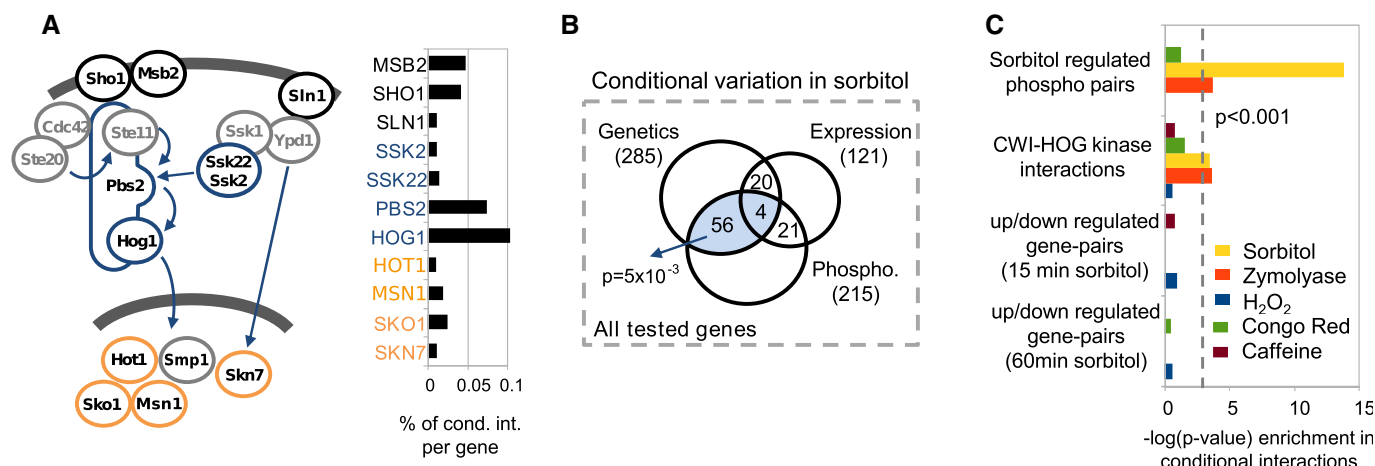 A
Sho1
Msb2
Sln1
Cdc42
Ste11
Ste20
Ssk1
Ypd1
Ssk22
Ssk2
Pbs2
Hog1
Hot1
Smp1
Skn7
Sko1
Msn1
MSB2
SHO1
SLN1
SSK2
SSK22
PBS2
HOG1
HOT1
MSN1
SKO1
SKN7
0 0.05 0.1
% of cond. int.
per gene
B
Conditional variation in sorbitol
Genetics
(285)
Expression
(121)
20
4
56
21
p=5x10-3
Phospho.
(215)
All tested genes
C
Sorbitol regulated
phospho pairs
p<0.001
CWI-HOG kinase
interactions
up/down regulated
gene-pairs
(15 min sorbitol)
up/down regulated
gene-pairs
(60min sorbitol)
Sorbitol
Zymolyase
H2O2
Congo Red
Caffeine
0 5 10 15
-log(p-value) enrichment in
conditional interactions